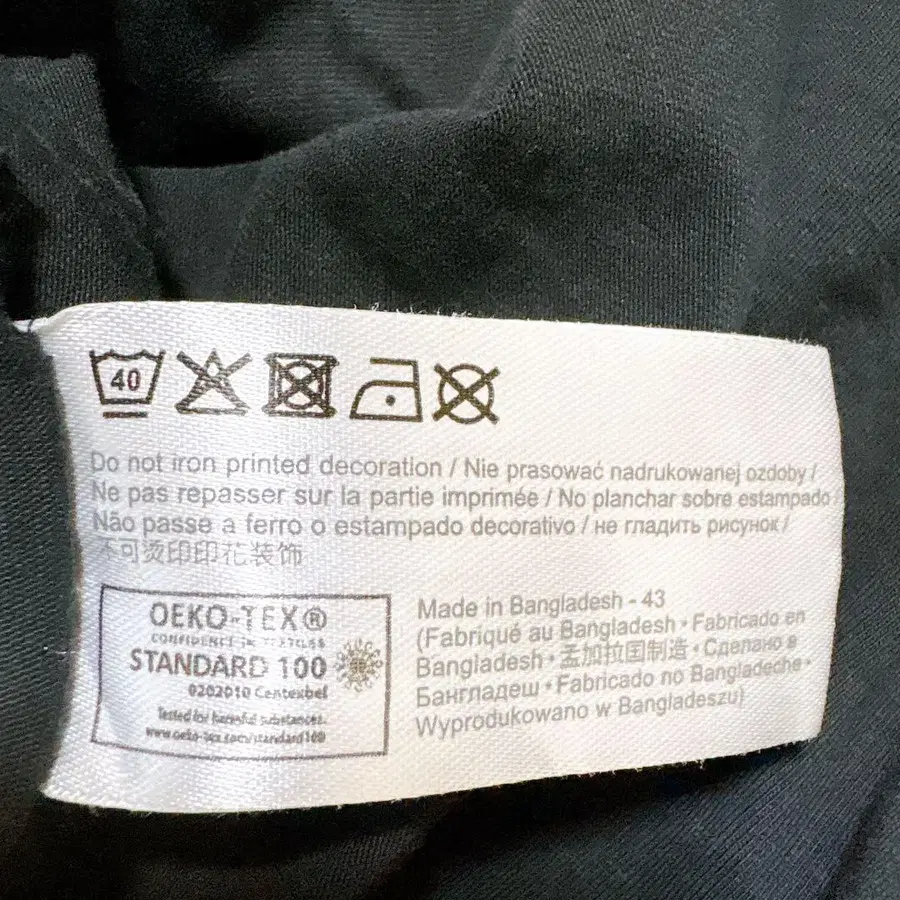 40
Do not iron printed decoration / Nie prasować nadrukowanej ozdoby /
Ne pas repasser sur la partie imprimée / No planchar sobre estampado /
Não passe a ferro o estampado decorativo / не гладить рисунок /
不可烫印印花装饰
OEKO-TEX®
CONFIDENCE IN TEXTILES
STANDARD 100
0202010 Centexbel
Tested for harmful substances.
www.oeko-tex.com/standard100
Made in Bangladesh - 43
(Fabriqué au Bangladesh • Fabricado en
Bangladesh • 孟加拉国制造 • Сделано в
Бангладеш • Fabricado no Bangladeche •
Wyprodukowano w Bangladeszu)